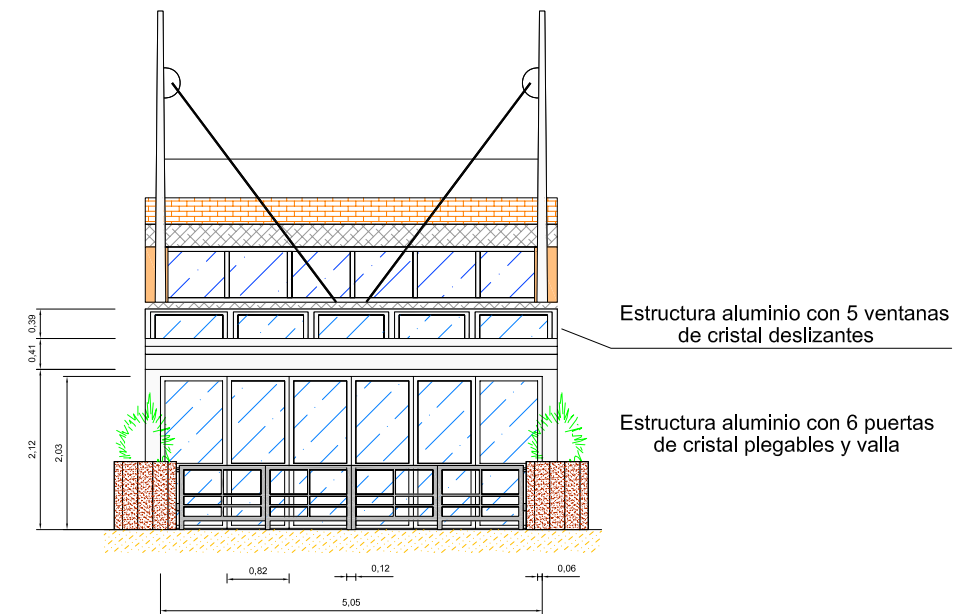 0,39
Estructura aluminio con 5 ventanas
de cristal deslizantes
0,41
Estructura aluminio con 6 puertas
de cristal plegables y valla
2,12
2,03
0,82
0,12
0,06
5,05